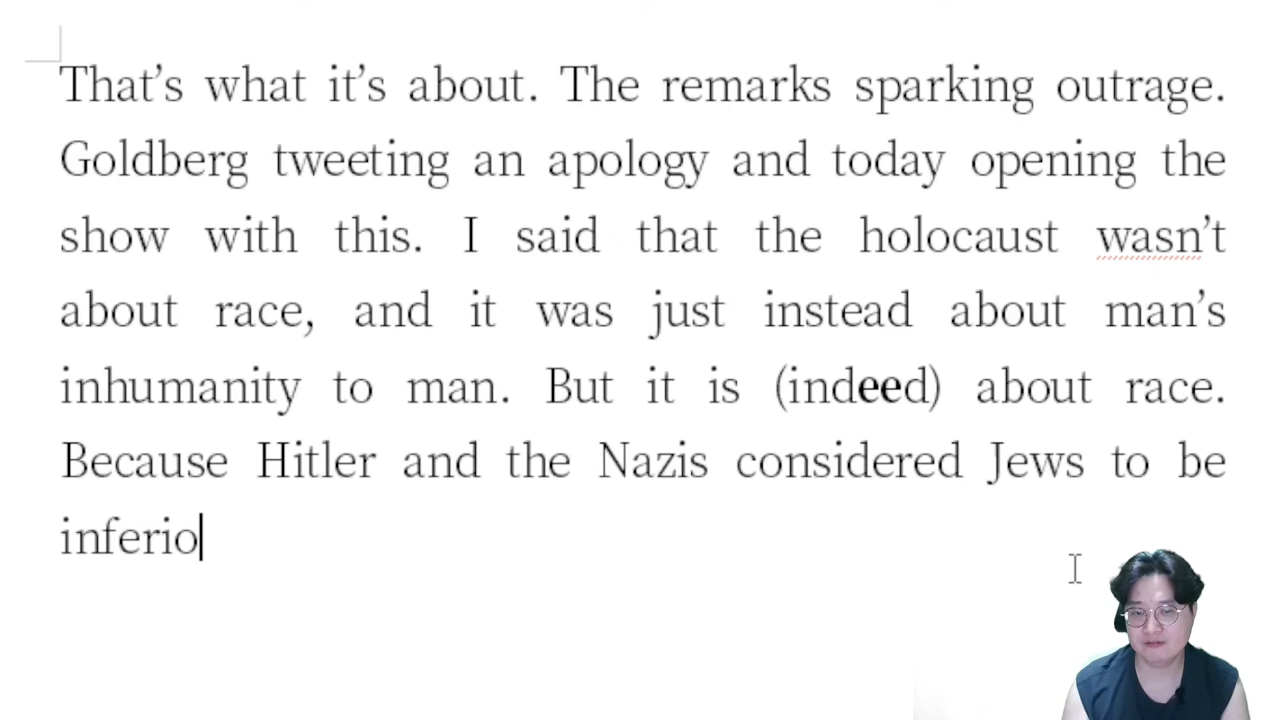 That’s what it’s about. The remarks sparking outrage.
Goldberg tweeting an apology and today opening the
show with this. I said that the holocaust wasn’t
about race, and it was just instead about man’s
inhumanity to man. But it is (indeed) about race.
Because Hitler and the Nazis considered Jews to be
inferio